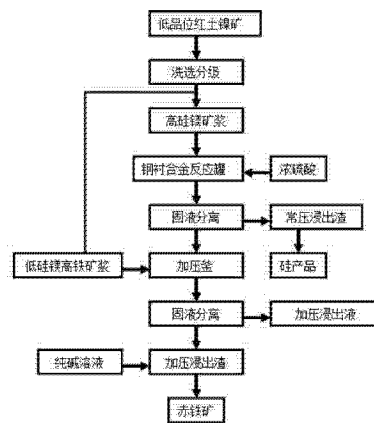 低品位红土镍矿
洗选分级
高硅镁矿浆
钢衬合金反应罐
浓硫酸
固液分离
常压浸出渣
低硅镁高铁矿浆
加压釜
硅产品
固液分离
加压浸出液
纯碱溶液
加压浸出渣
赤铁矿